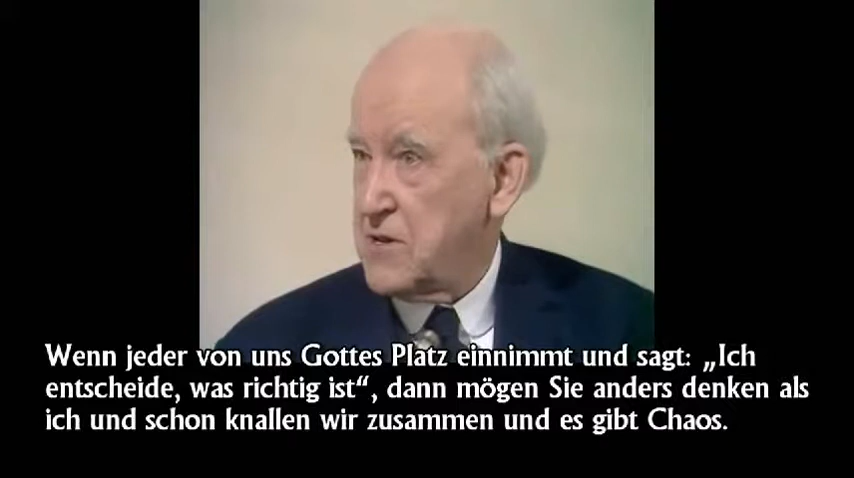 Wenn jeder von uns Gottes Platz einnimmt und sagt: „Ich
entscheide, was richtig ist“, dann mögen Sie anders denken als
ich und schon knallen wir zusammen und es gibt Chaos.